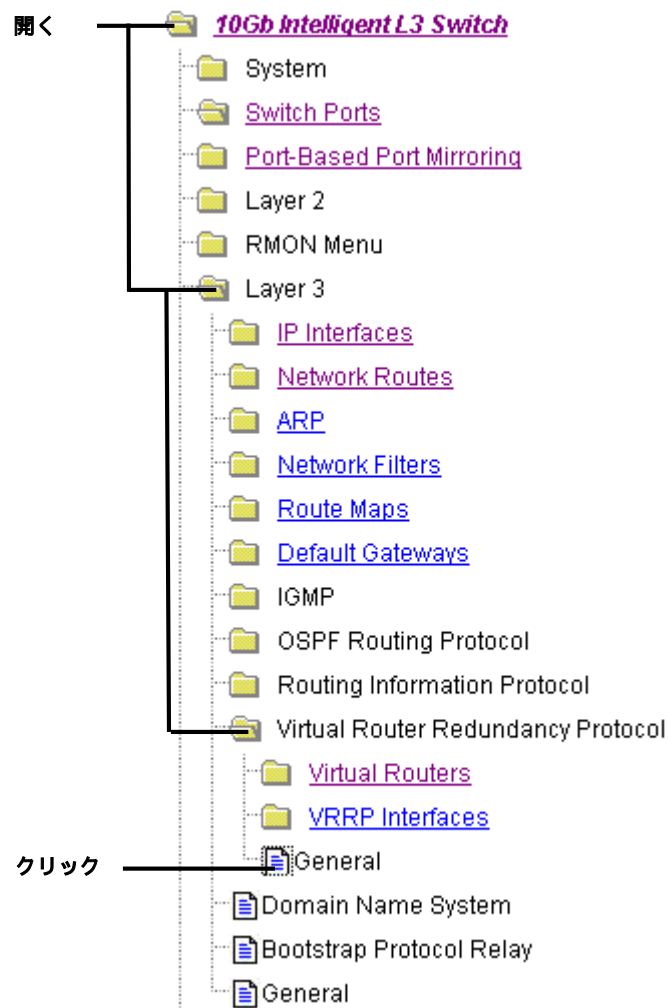 開く
10Gb Intelligent L3 Switch
System
Switch Ports
Port-Based Port Mirroring
Layer 2
RMON Menu
Layer 3
IP Interfaces
Network Routes
ARP
Network Filters
Route Maps
Default Gateways
IGMP
OSPF Routing Protocol
Routing Information Protocol
Virtual Router Redundancy Protocol
Virtual Routers
VRRP Interfaces
クリック
General
Domain Name System
Bootstrap Protocol Relay
General